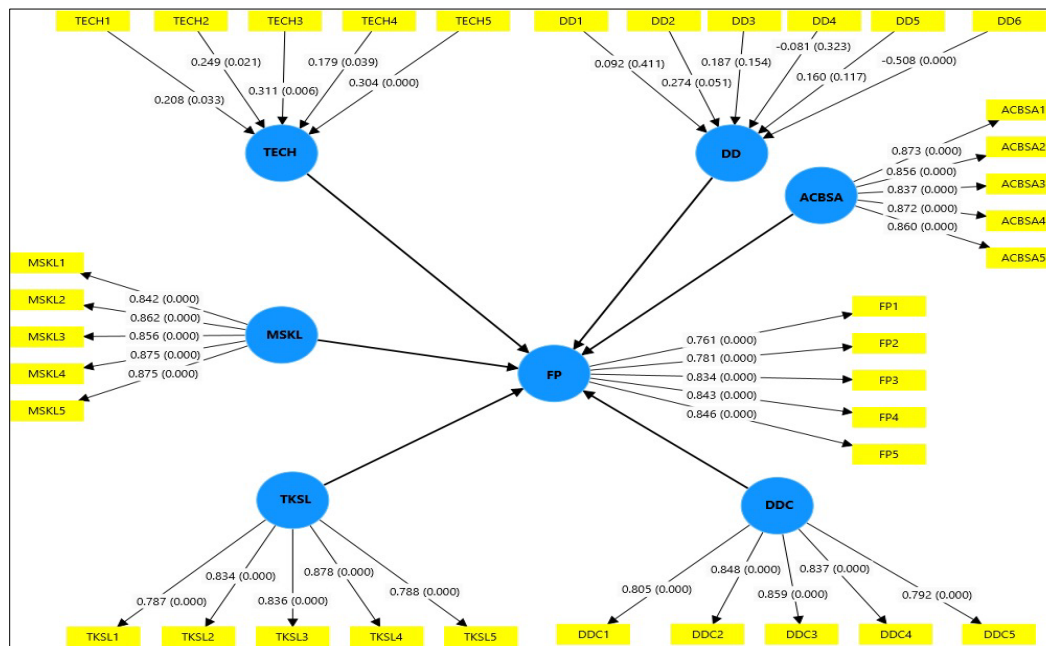 TECH1 TECH2 TECH3 TECH4 TECH5 DD1 DD2 DD3 DD4 DD5 DD6
0.208 (0.033)
0.249 (0.021)
0.311 (0.006)
0.179 (0.039)
0.304 (0.000)
0.092 (0.411)
0.274 (0.051)
0.187 (0.154)
-0.081 (0.323)
0.160 (0.117)
-0.508 (0.000)
TECH
DD
ACBSA
0.873 (0.000)
0.856 (0.000)
0.837 (0.000)
0.872 (0.000)
0.860 (0.000)
ACBSA1
ACBSA2
ACBSA3
ACBSA4
ACBSA5
MSKL1
MSKL2
MSKL3
MSKL4
MSKL5
0.842 (0.000)
0.862 (0.000)
0.856 (0.000)
0.875 (0.000)
0.875 (0.000)
MSKL
FP
0.761 (0.000)
0.781 (0.000)
0.834 (0.000)
0.843 (0.000)
0.846 (0.000)
FP1
FP2
FP3
FP4
FP5
TKSL
DDC
0.787 (0.000)
0.834 (0.000)
0.836 (0.000)
0.878 (0.000)
0.788 (0.000)
0.805 (0.000)
0.848 (0.000)
0.859 (0.000)
0.837 (0.000)
0.792 (0.000)
TKSL1 TKSL2 TKSL3 TKSL4 TKSL5 DDC1 DDC2 DDC3 DDC4 DDC5